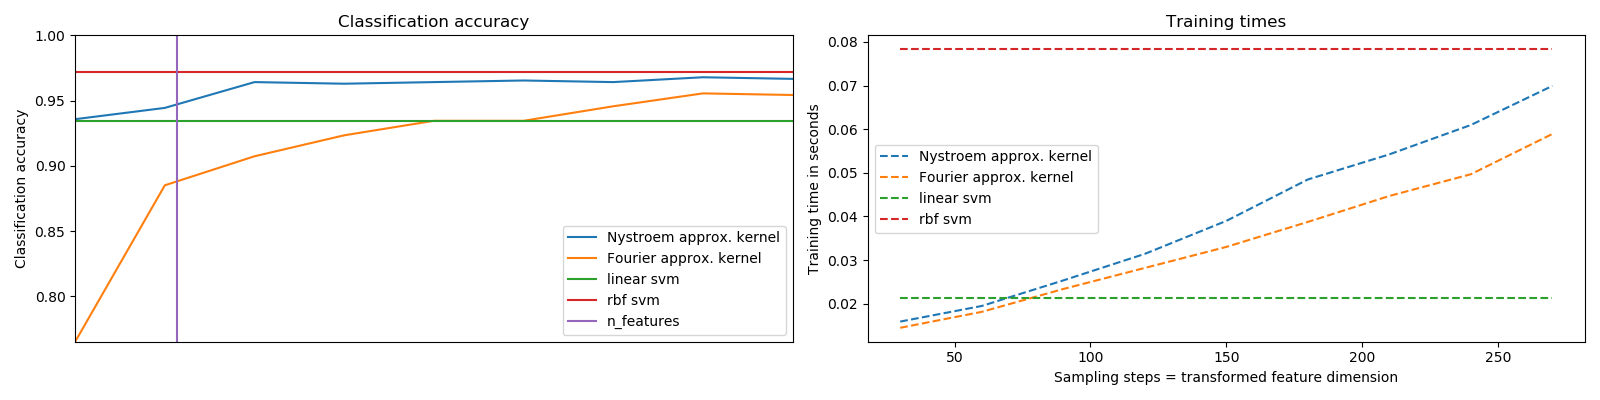 Classification accuracy
Classification accuracy
1.00
0.95
0.90
0.85
0.80
Nystroem approx. kernel
Fourier approx. kernel
linear svm
rbf svm
n_features
Training times
Training time in seconds
0.08
0.07
0.06
0.05
0.04
0.03
0.02
Nystroem approx. kernel
Fourier approx. kernel
linear svm
rbf svm
50
100
150
200
250
Sampling steps = transformed feature dimension